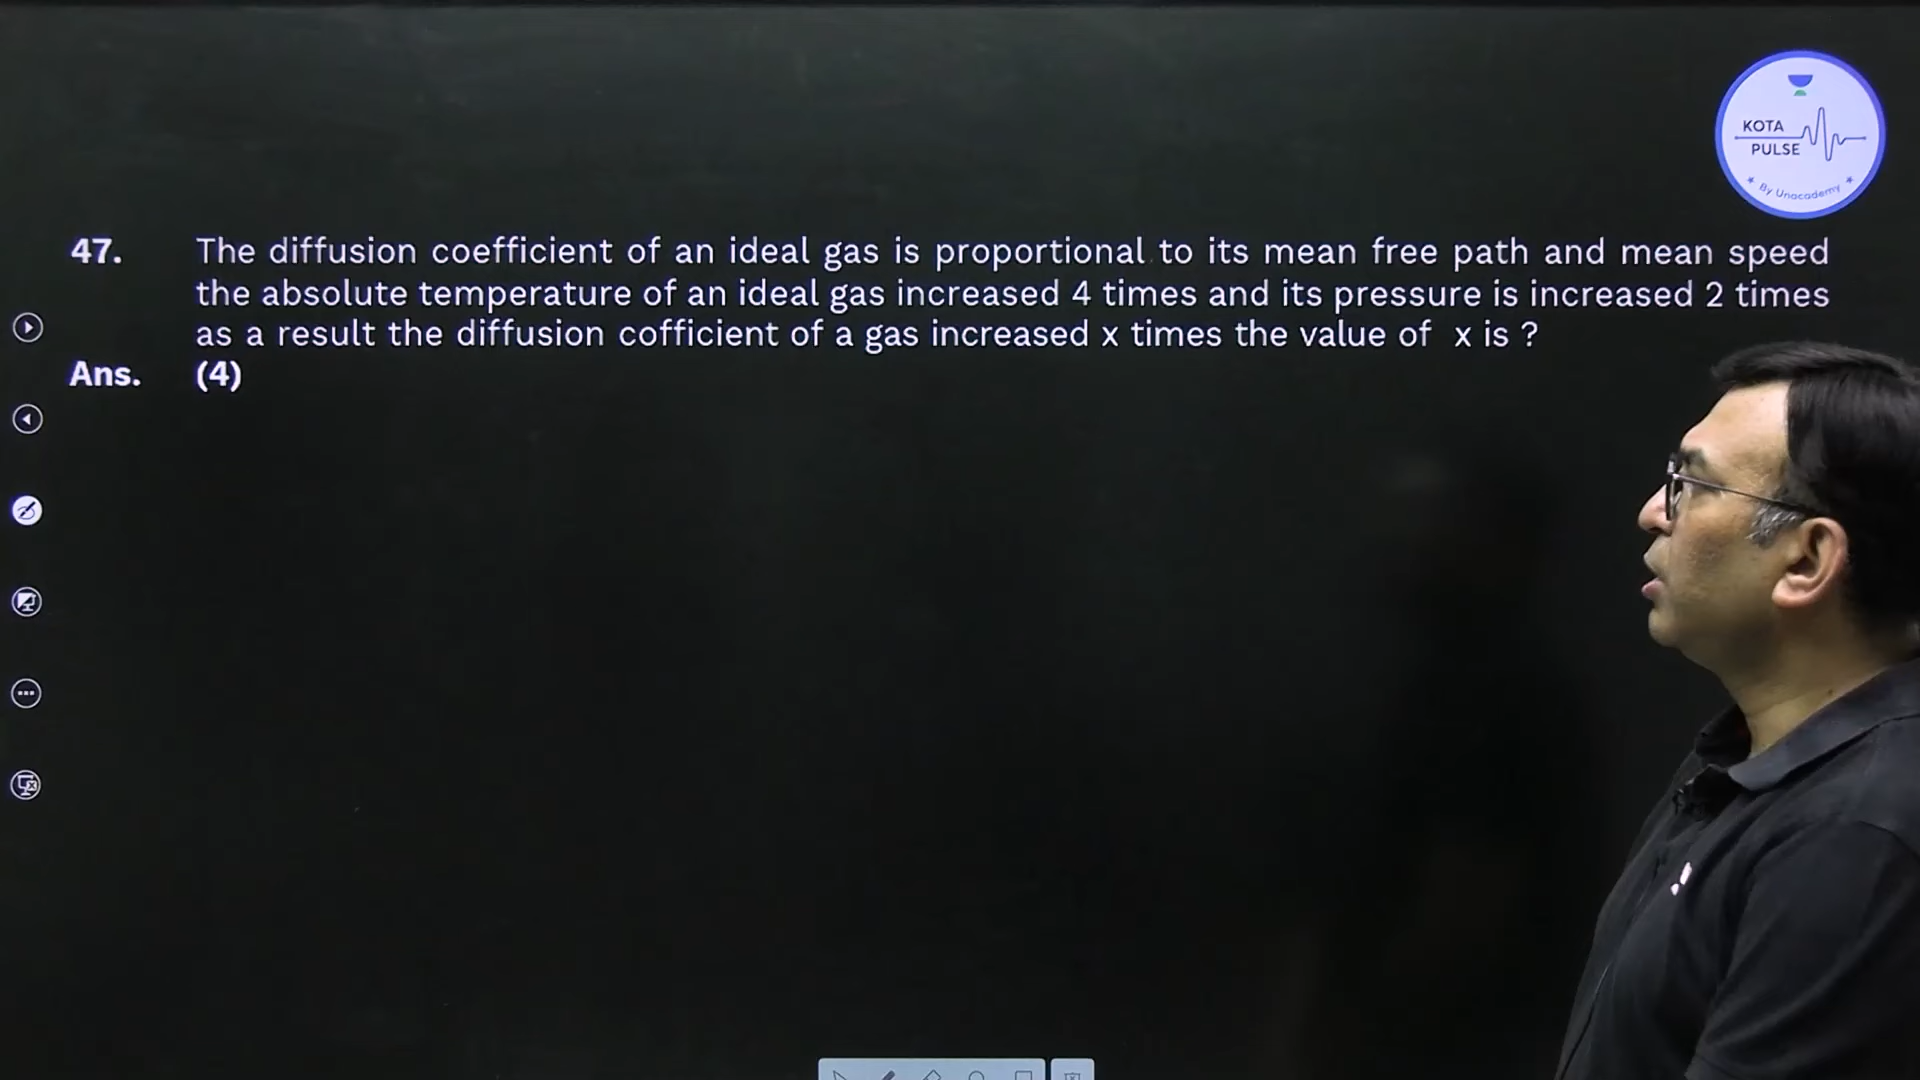 KOTA
PULSE
★ By Unacademy ★
47. The diffusion coefficient of an ideal gas is proportional to its mean free path and mean speed
the absolute temperature of an ideal gas increased 4 times and its pressure is increased 2 times
as a result the diffusion cofficient of a gas increased x times the value of x is ?
Ans. (4)